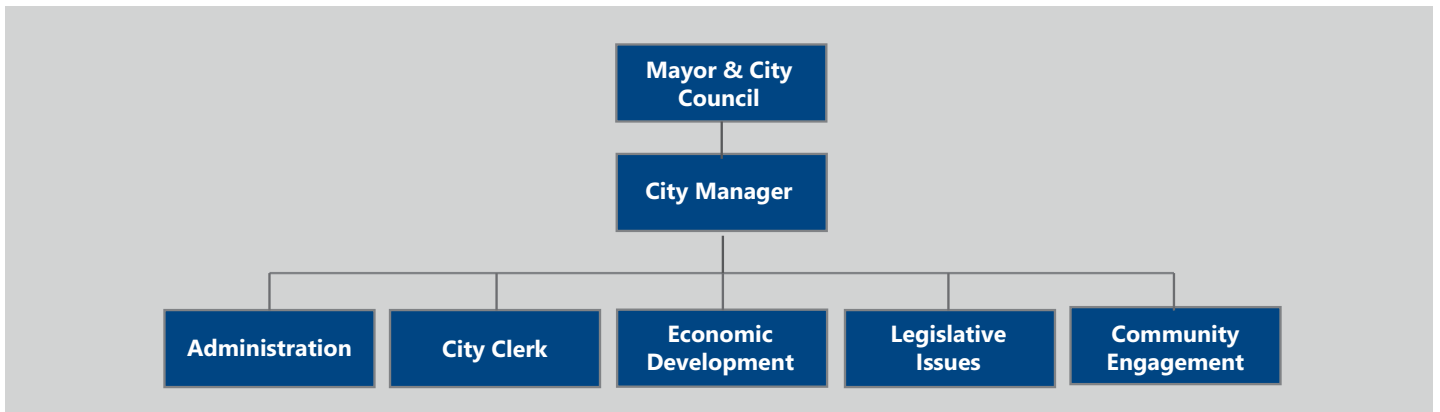 Mayor & City
Council
City Manager
Administration
City Clerk
Economic
Development
Legislative
Issues
Community
Engagement